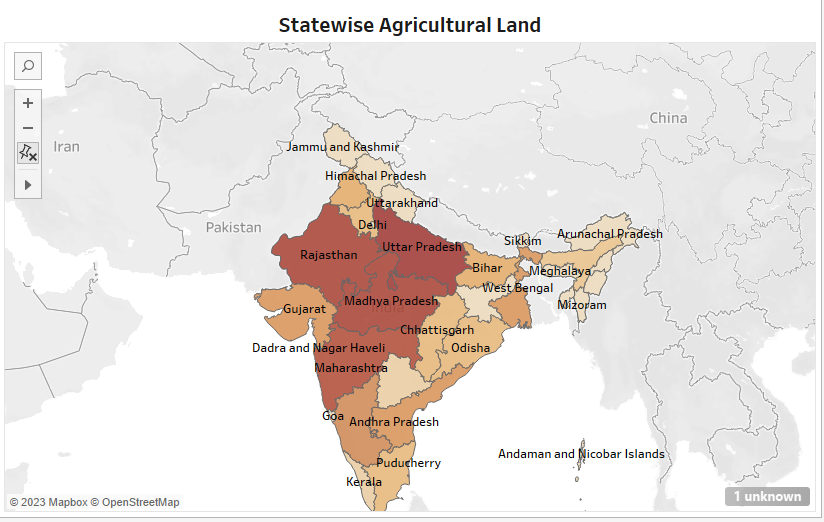 Statewise Agricultural Land
China
Iran
Jammu and Kashmir
Himachal Pradesh
Uttarakhand
Pakistan
Delhi
Arunachal Pradesh
Sikkim
Uttar Pradesh
Rajasthan
Bihar
Meghalaya
West Bengal
Madhya Pradesh
India
Mizoram
Gujarat
Chhattisgarh
Dadra and Nagar Haveli
Odisha
Maharashtra
Goa
Andhra Pradesh
Andaman and Nicobar Islands
Puducherry
Kerala
1 unknown
© 2023 Mapbox © OpenStreetMap